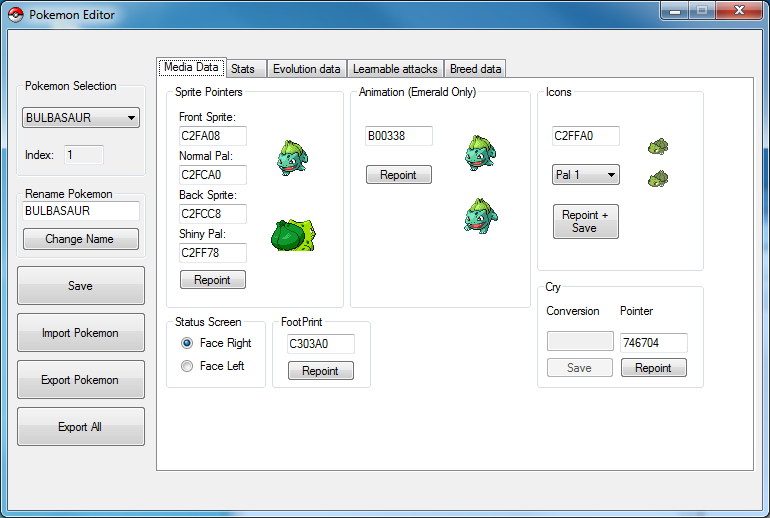 Pokemon Editor
Media Data
Stats
Evolution data
Learnable attacks
Breed data
Pokemon Selection
BULBASAUR
Index:
1
Rename Pokemon
BULBASAUR
Change Name
Save
Import Pokemon
Export Pokemon
Export All
Sprite Pointers
Front Sprite:
C2FA08
Normal Pal:
C2FCA0
Back Sprite:
C2FCC8
Shiny Pal:
C2FF78
Repoint
Animation (Emerald Only)
B00338
Repoint
Icons
C2FFA0
Pal 1
Repoint +
Save
Status Screen
Face Right
Face Left
FootPrint
C303A0
Repoint
Cry
Conversion
Pointer
746704
Save
Repoint